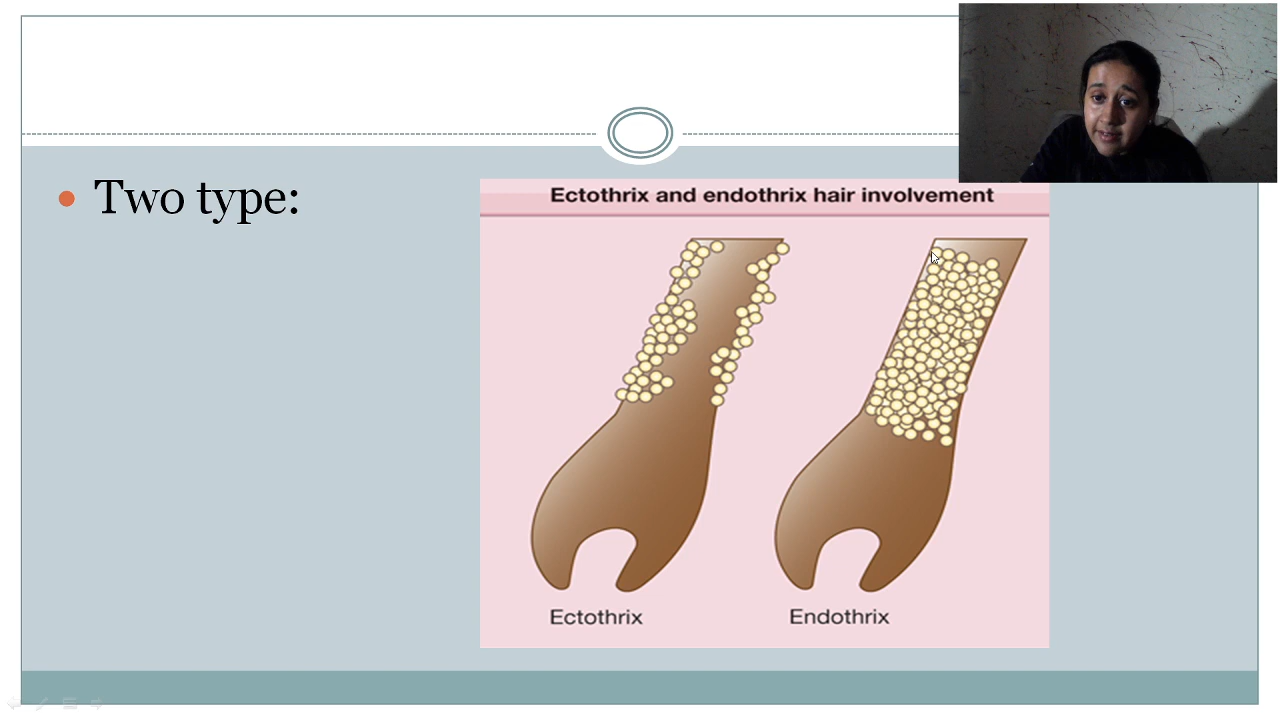 Two type:
Ectothrix and endothrix hair involvement
Ectothrix
Endothrix